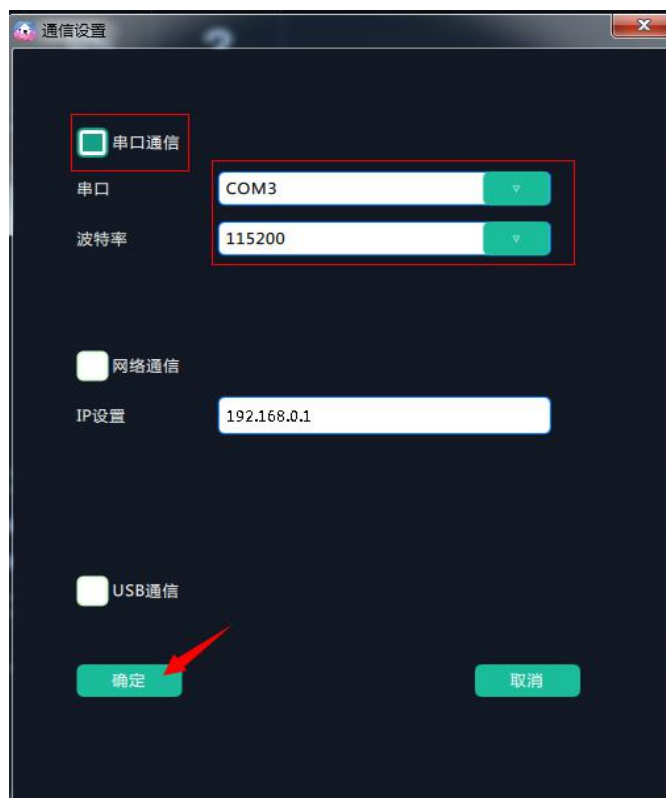 通信设置
串口通信
串口 COM3
波特率 115200
网络通信
IP设置 192.168.0.1
USB通信
确定 取消